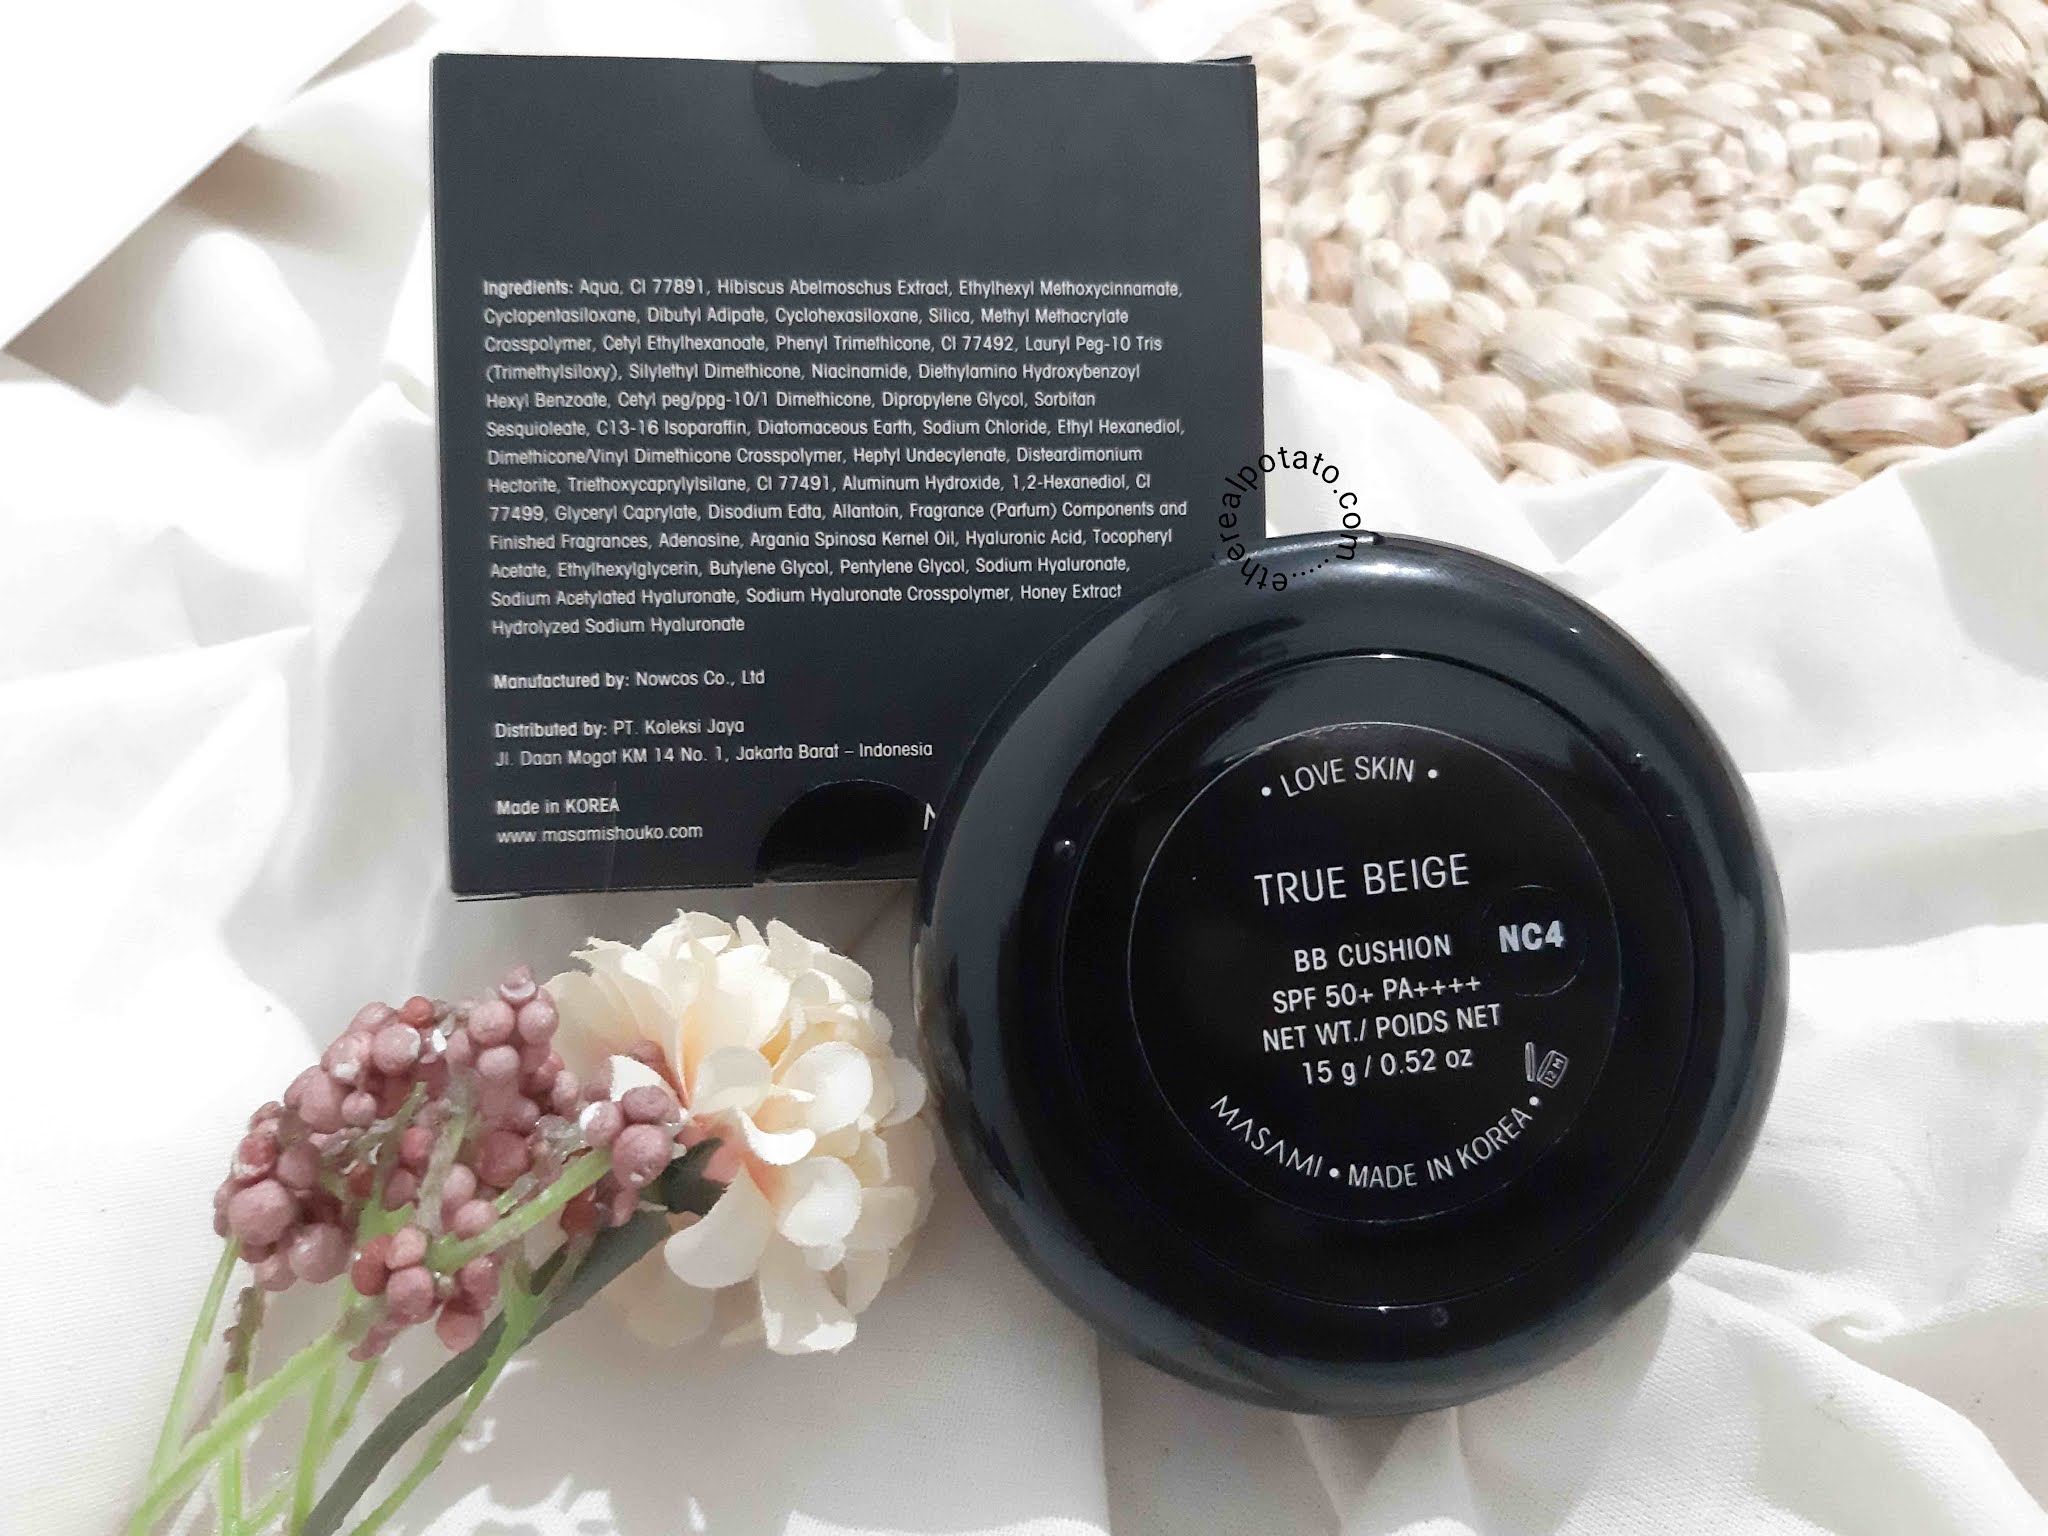 Ingredients: Aqua, CI 77891, Hibiscus Abelmoschus Extract, Ethylhexyl Methoxycinnamate,
Cyclopentasiloxane, Dibutyl Adipate, Cyclohexasiloxane, Silica, Methyl Methacrylate
Crosspolymer, Cetyl Ethylhexanoate, Phenyl Trimethicone, CI 77492, Lauryl Peg-10 Tris
(Trimethylsiloxy), Silylethyl Dimethicone, Niacinamide, Diethylamino Hydroxybenzoyl
Hexyl Benzoate, Cetyl peg/ppg-10/1 Dimethicone, Dipropylene Glycol, Sorbitan
Sesquioleate, C13-16 Isoparaffin, Diatomaceous Earth, Sodium Chloride, Ethyl Hexanediol,
Dimethicone/Vinyl Dimethicone Crosspolymer, Heptyl Undecylenate, Disteardimonium
Hectorite, Triethoxycaprylylsilane, CI 77491, Aluminum Hydroxide, 1,2-Hexanediol, CI
77499, Glyceryl Caprylate, Disodium Edta, Allantoin, Fragrance (Parfum) Components and
Finished Fragrances, Adenosine, Argania Spinosa Kernel Oil, Hyaluronic Acid, Tocopheryl
Acetate, Ethylhexylglycerin, Butylene Glycol, Pentylene Glycol, Sodium Hyaluronate,
Sodium Acetylated Hyaluronate, Sodium Hyaluronate Crosspolymer, Honey Extract
Hydrolyzed Sodium Hyaluronate
Manufactured by: Nowcos Co., Ltd
Distributed by: PT. Koleksi Jaya
Jl. Daan Mogot KM 14 No. 1, Jakarta Barat – Indonesia
Made in KOREA
www.masamishouko.com
etherealpotato.com......
• LOVE SKIN •
TRUE BEIGE
BB CUSHION
NC4
SPF 50+ PA++++
NET WT./ POIDS NET
15 g / 0.52 oz
12 M
MASAMI • MADE IN KOREA •